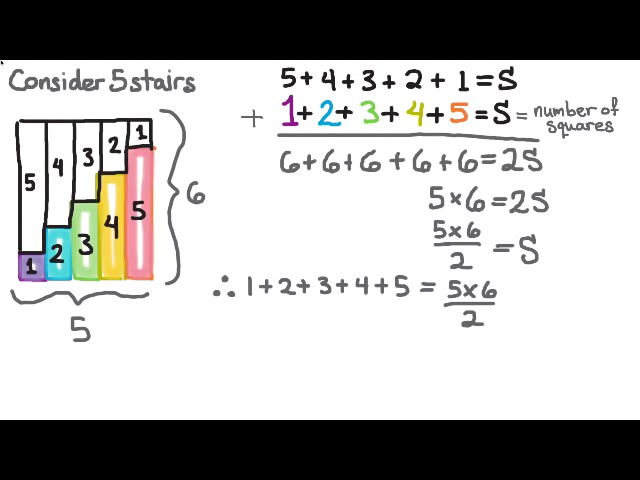 Consider 5 stairs
5 4 3 2 1
1 2 3 4 5
6
5
5 + 4 + 3 + 2 + 1 = S
+ 1 + 2 + 3 + 4 + 5 = S = number of squares
6 + 6 + 6 + 6 + 6 = 2S
5 × 6 = 2S
5 × 6
2
= S
∴ 1 + 2 + 3 + 4 + 5 =
5 × 6
2